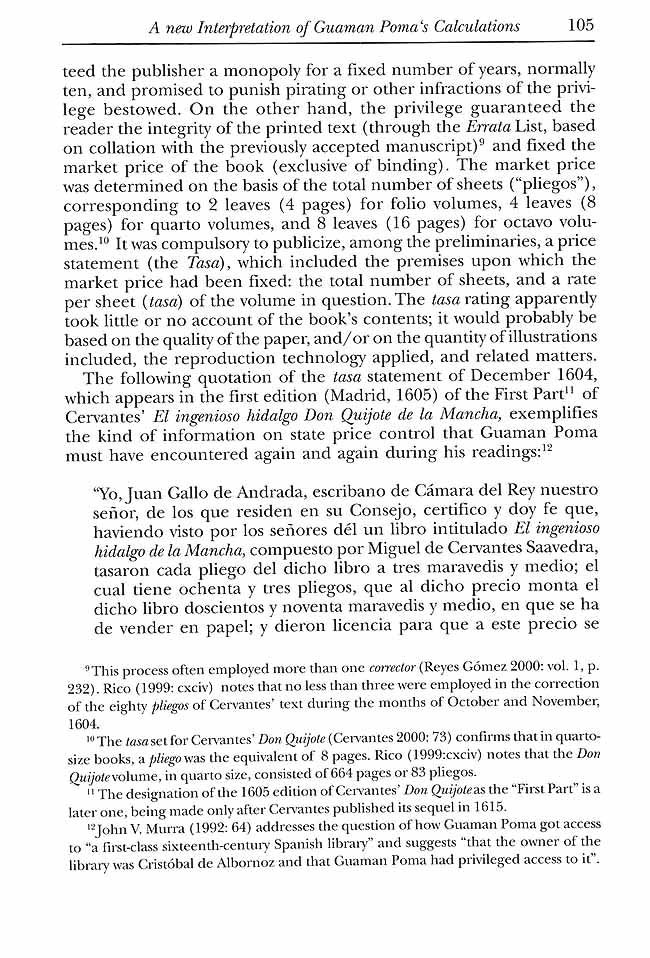 A new Interpretation of Guaman Poma's Calculations 105
teed the publisher a monopoly for a fixed number of years, normally
ten, and promised to punish pirating or other infractions of the privi-
lege bestowed. On the other hand, the privilege guaranteed the
reader the integrity of the printed text (through the Errata List, based
on collation with the previously accepted manuscript)⁹ and fixed the
market price of the book (exclusive of binding). The market price
was determined on the basis of the total number of sheets ("pliegos"),
corresponding to 2 leaves (4 pages) for folio volumes, 4 leaves (8
pages) for quarto volumes, and 8 leaves (16 pages) for octavo volu-
mes.¹⁰ It was compulsory to publicize, among the preliminaries, a price
statement (the Tasa), which included the premises upon which the
market price had been fixed: the total number of sheets, and a rate
per sheet (tasa) of the volume in question. The tasa rating apparently
took little or no account of the book's contents; it would probably be
based on the quality of the paper, and/or on the quantity of illustrations
included, the reproduction technology applied, and related matters.
The following quotation of the tasa statement of December 1604,
which appears in the first edition (Madrid, 1605) of the First Part¹¹ of
Cervantes' El ingenioso hidalgo Don Quijote de la Mancha, exemplifies
the kind of information on state price control that Guaman Poma
must have encountered again and again during his readings:¹²
"Yo, Juan Gallo de Andrada, escribano de Cámara del Rey nuestro
señor, de los que residen en su Consejo, certifico y doy fe que,
haviendo visto por los señores dél un libro intitulado El ingenioso
hidalgo de la Mancha, compuesto por Miguel de Cervantes Saavedra,
tasaron cada pliego del dicho libro a tres maravedis y medio; el
cual tiene ochenta y tres pliegos, que al dicho precio monta el
dicho libro doscientos y noventa maravedis y medio, en que se ha
de vender en papel; y dieron licencia para que a este precio se
⁹This process often employed more than one corrector (Reyes Gómez 2000: vol. 1, p.
232). Rico (1999: cxciv) notes that no less than three were employed in the correction
of the eighty pliegos of Cervantes' text during the months of October and November,
1604.
¹⁰The tasa set for Cervantes' Don Quijote (Cervantes 2000: 73) confirms that in quarto-
size books, a pliego was the equivalent of 8 pages. Rico (1999:cxciv) notes that the Don
Quijote volume, in quarto size, consisted of 664 pages or 83 pliegos.
¹¹ The designation of the 1605 edition of Cervantes' Don Quijote as the "First Part" is a
later one, being made only after Cervantes published its sequel in 1615.
¹²John V. Murra (1992: 64) addresses the question of how Guaman Poma got access
to "a first-class sixteenth-century Spanish library" and suggests "that the owner of the
library was Cristóbal de Albornoz and that Guaman Poma had privileged access to it".